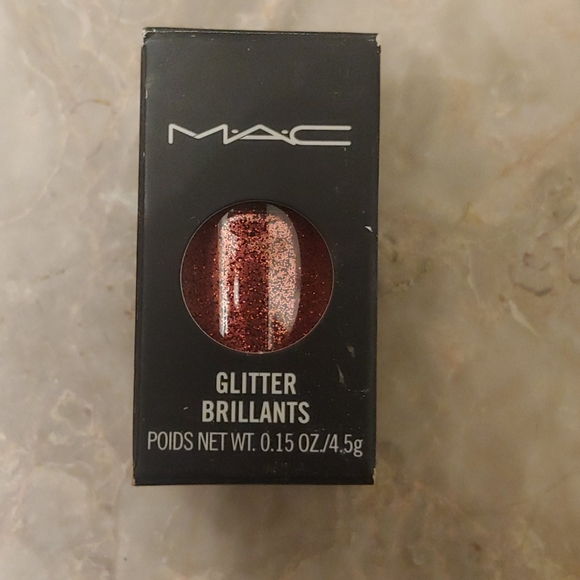 M·A·C
GLITTER
BRILLANTS
POIDS NET WT. 0.15 OZ./4.5g